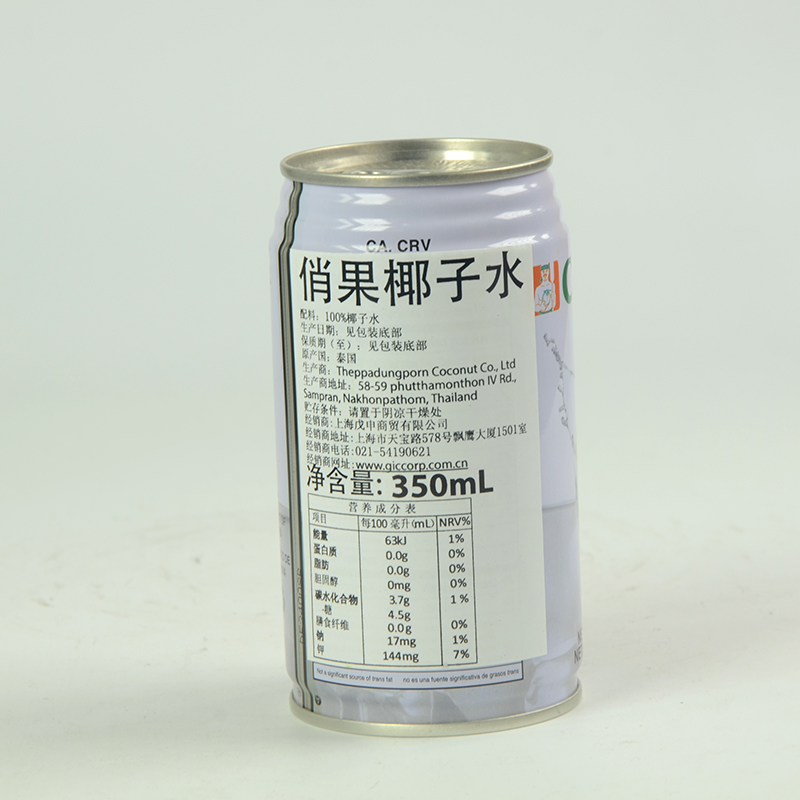 CA, CRV
俏果椰子水
配料：100%椰子水
生产日期：见包装底部
保质期（至）：见包装底部
原产国：泰国
生产商：Theppadungporn Coconut Co., Ltd
生产商地址：58-59 phutthamonthon IV Rd.,
Sampran, Nakhonpathom, Thailand
贮存条件：请置于阴凉干燥处
经销商:上海戊申商贸有限公司
经销商地址:上海市天宝路578号飘鹰大厦1501室
经销商电话:021-54190621
经销商网址:www.giccorp.com.cn
净含量: 350mL
营养成分表
项目 每100毫升(mL) NRV%
能量 63kJ 1%
蛋白质 0.0g 0%
脂肪 0.0g 0%
胆固醇 0mg 0%
碳水化合物 3.7g 1%
-糖 4.5g
膳食纤维 0.0g 0%
钠 17mg 1%
钾 144mg 7%
Not a significant source of trans fat no es una fuente significativa de grasas trans